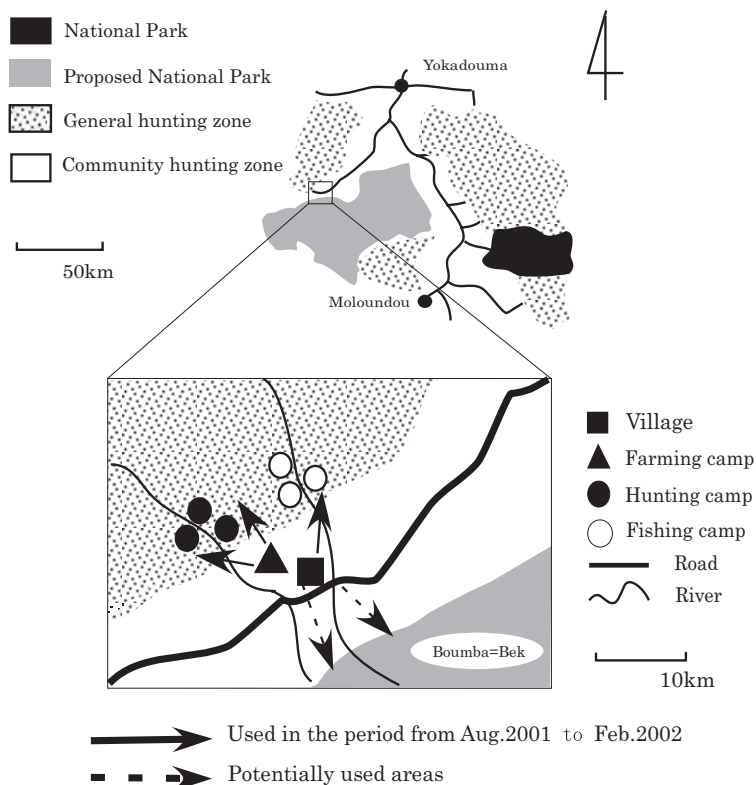 National Park
Proposed National Park
General hunting zone
Community hunting zone
50km
Yokadouma
Moloundou
Village
Farming camp
Hunting camp
Fishing camp
Road
River
10km
Boumba=Bek
Used in the period from Aug.2001 to Feb.2002
Potentially used areas